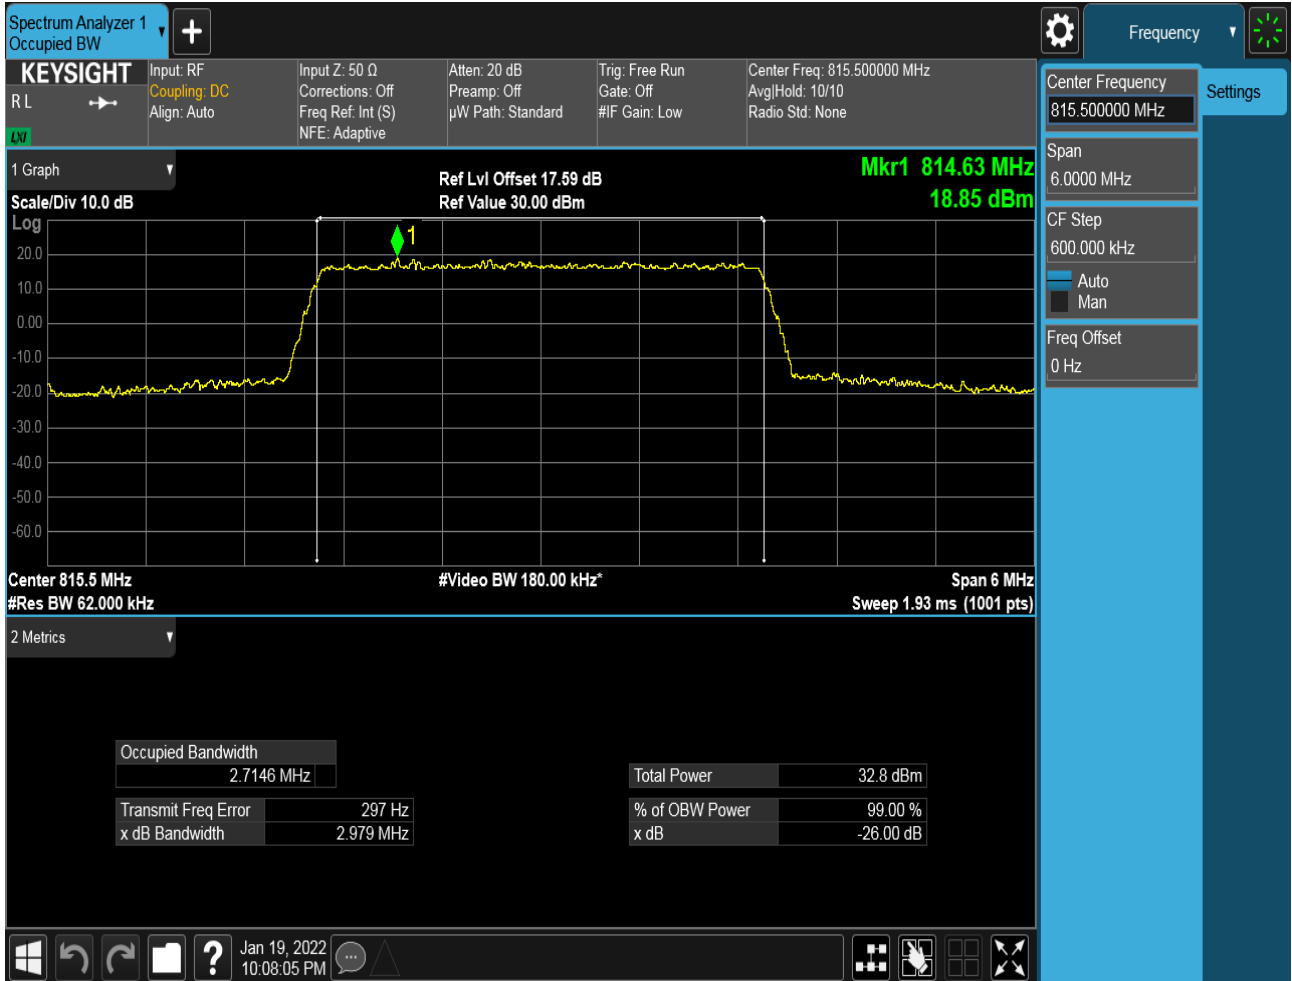 Spectrum Analyzer 1
Occupied BW
Frequency
KEYSIGHT
R L
LXI
Input: RF
Coupling: DC
Align: Auto
Input Z: 50 Ω
Corrections: Off
Freq Ref: Int (S)
NFE: Adaptive
Atten: 20 dB
Preamp: Off
µW Path: Standard
Trig: Free Run
Gate: Off
#IF Gain: Low
Center Freq: 815.500000 MHz
Avg|Hold: 10/10
Radio Std: None
Center Frequency
815.500000 MHz
Settings
Span
6.0000 MHz
CF Step
600.000 kHz
Auto
Man
Freq Offset
0 Hz
1 Graph
Scale/Div 10.0 dB
Ref Lvl Offset 17.59 dB
Ref Value 30.00 dBm
Mkr1 814.63 MHz
18.85 dBm
Log
1
20.0
10.0
0.00
-10.0
-20.0
-30.0
-40.0
-50.0
-60.0
Center 815.5 MHz
#Res BW 62.000 kHz
#Video BW 180.00 kHz*
Span 6 MHz
Sweep 1.93 ms (1001 pts)
2 Metrics
Occupied Bandwidth
2.7146 MHz
Transmit Freq Error 297 Hz
x dB Bandwidth 2.979 MHz
Total Power 32.8 dBm
% of OBW Power 99.00 %
x dB -26.00 dB
?
Jan 19, 2022
10:08:05 PM